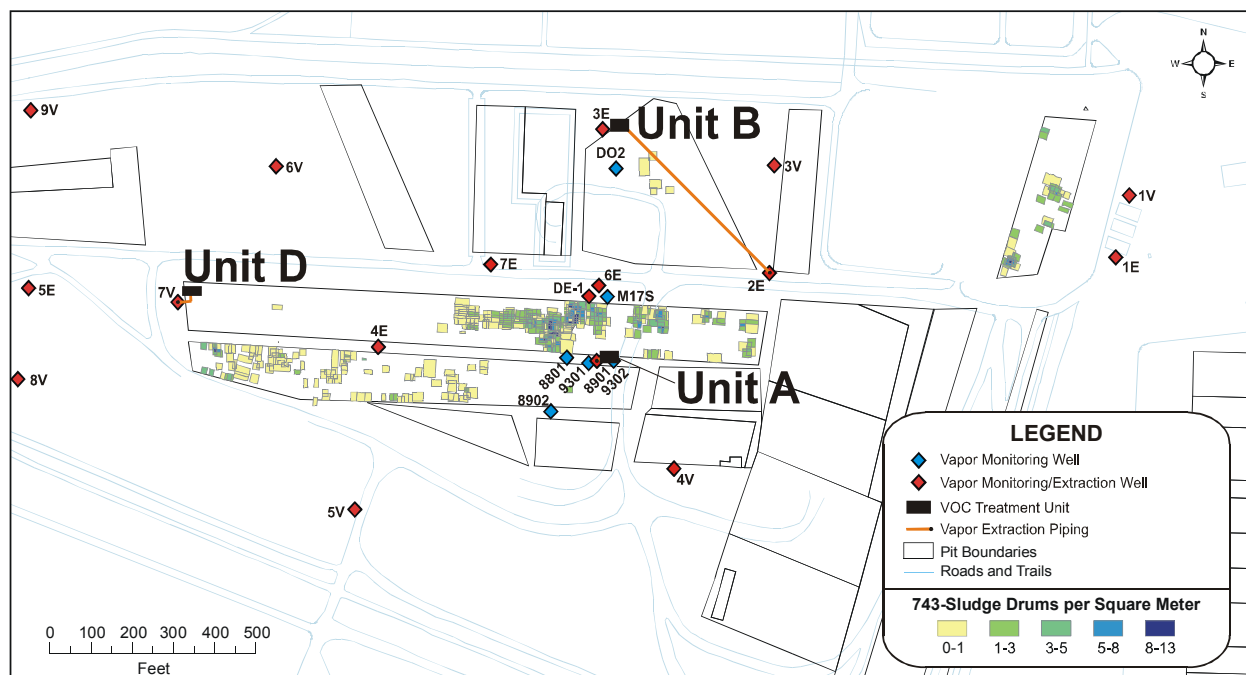 N
W E
S
9V
3E
Unit B
DO2
6V
3V
1V
Unit D
7E
6E
2E
1E
5E
7V
DE-1
M17S
4E
8V
8801
9301
8901
9302
Unit A
8902
4V
5V
LEGEND
Vapor Monitoring Well
Vapor Monitoring/Extraction Well
VOC Treatment Unit
Vapor Extraction Piping
Pit Boundaries
Roads and Trails
743-Sludge Drums per Square Meter
0-1 1-3 3-5 5-8 8-13
0 100 200 300 400 500
Feet